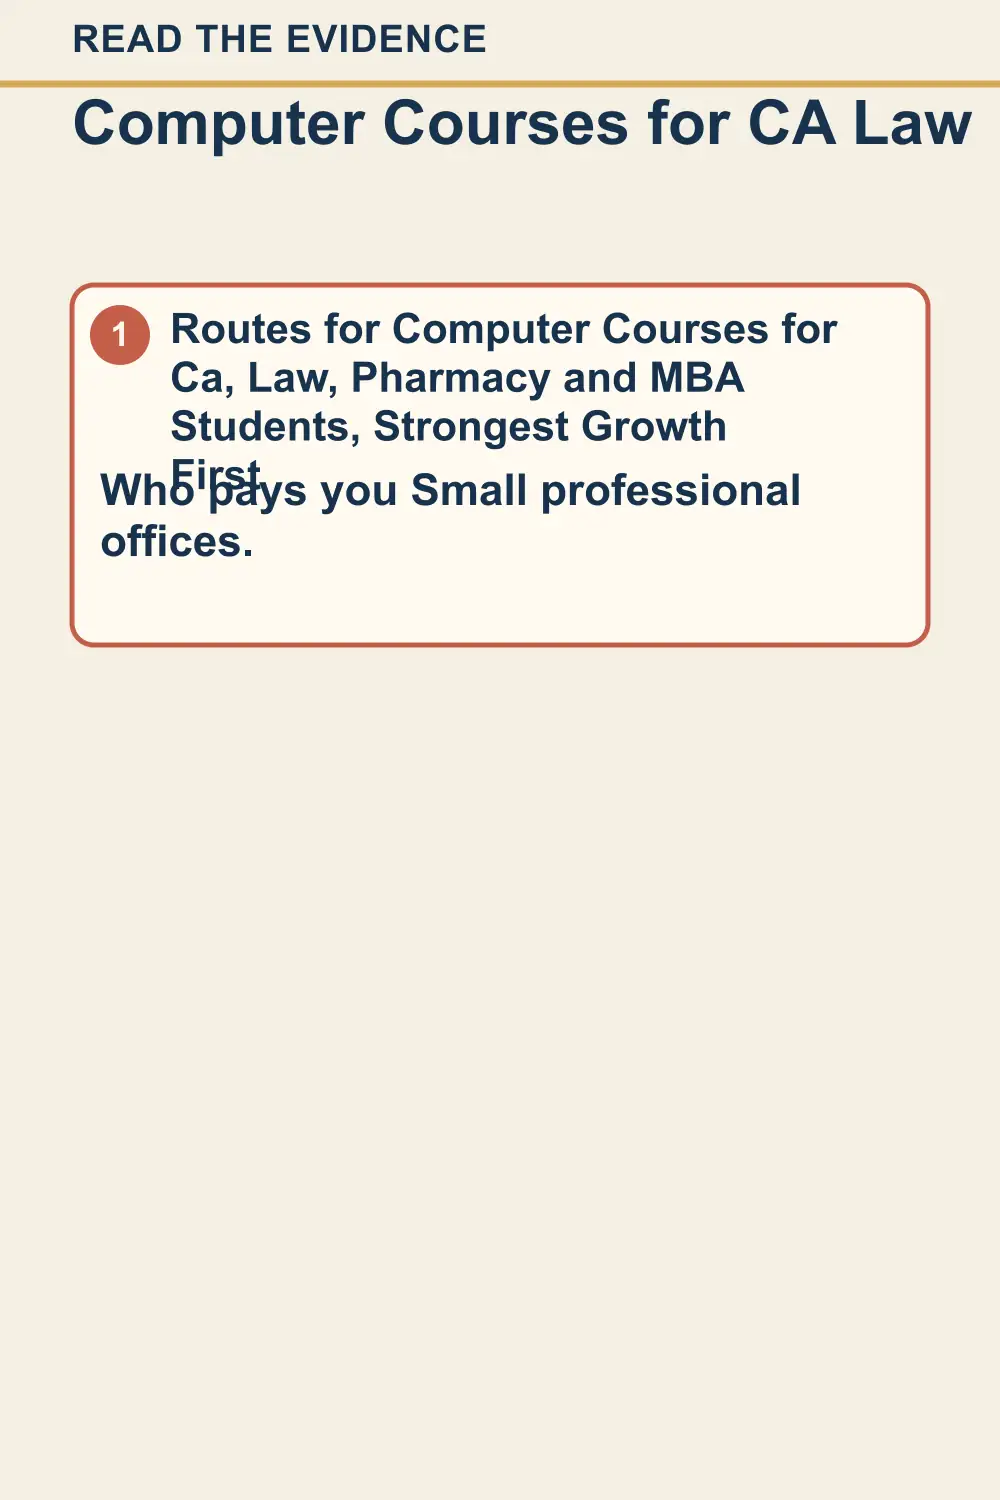 READ THE EVIDENCE
Computer Courses for CA Law
1
Routes for Computer Courses for
Ca, Law, Pharmacy and MBA
Students, Strongest Growth
First
Who pays you Small professional
offices.